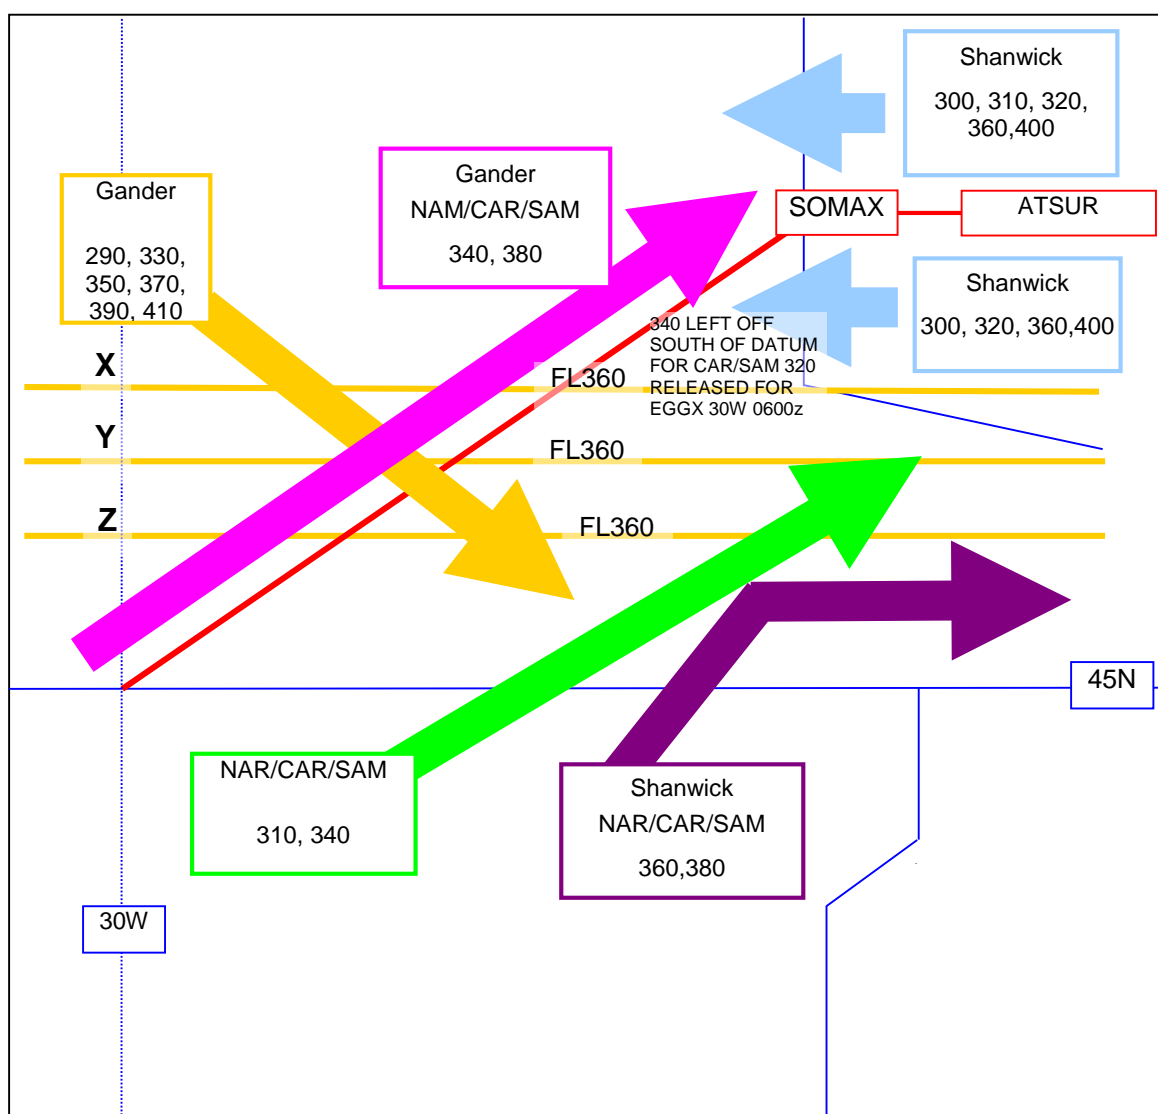 Shanwick
300, 310, 320,
360,400
Gander
NAM/CAR/SAM
340, 380
Gander
290, 330,
350, 370,
390, 410
SOMAX
ATSUR
Shanwick
300, 320, 360,400
340 LEFT OFF
SOUTH OF DATUM
FOR CAR/SAM 320
RELEASED FOR
EGGX 30W 0600z
X
FL360
Y
FL360
Z
FL360
45N
NAR/CAR/SAM
310, 340
Shanwick
NAR/CAR/SAM
360,380
30W